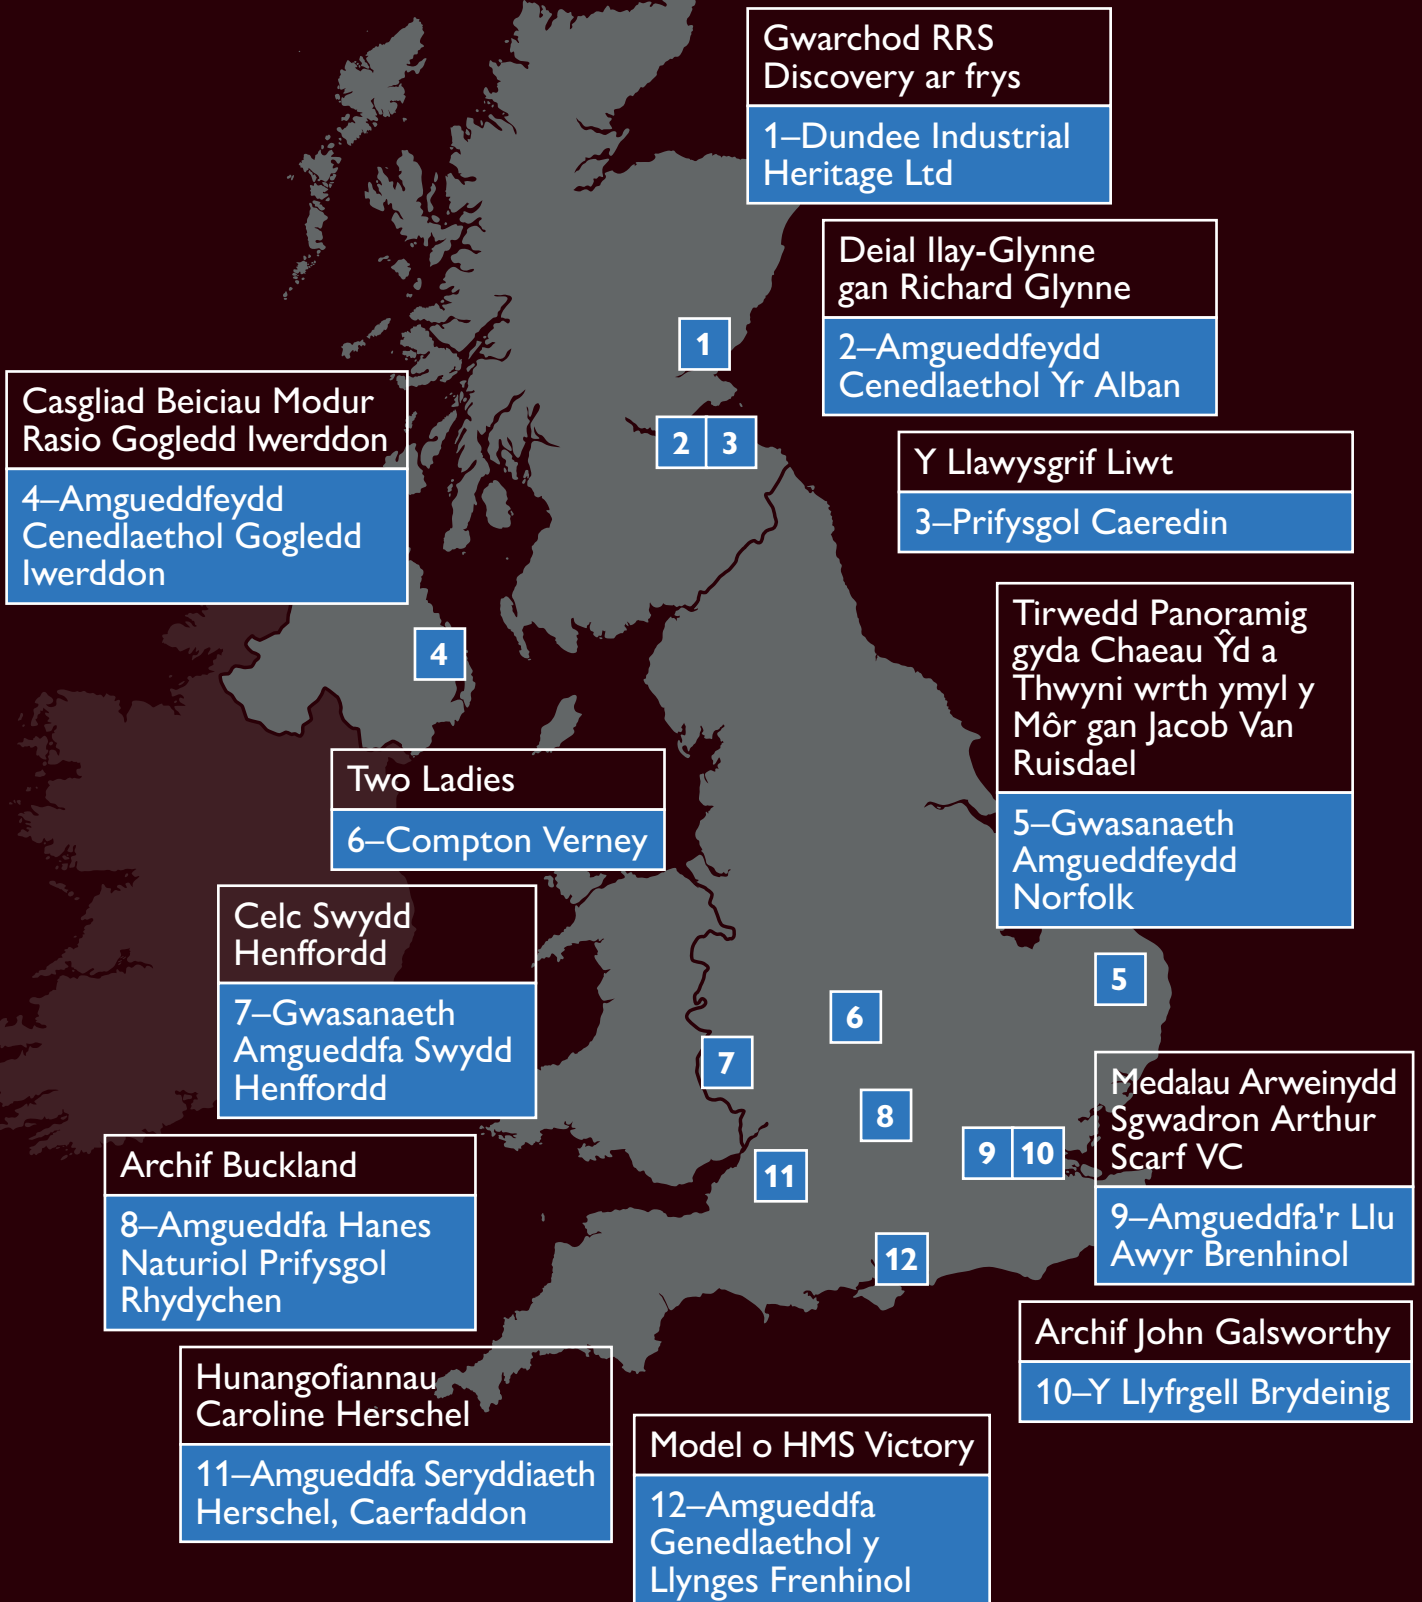 Gwarchod RRS
Discovery ar frys
1–Dundee Industrial
Heritage Ltd
Deial Ilay-Glynne
gan Richard Glynne
2–Amgueddfeydd
Cenedlaethol Yr Alban
Y Llawysgrif Liwt
3–Prifysgol Caeredin
Casgliad Beiciau Modur
Rasio Gogledd Iwerddon
4–Amgueddfeydd
Cenedlaethol Gogledd
Iwerddon
Tirwedd Panoramig
gyda Chaeau Ŷd a
Thwyni wrth ymyl y
Môr gan Jacob Van
Ruisdael
5–Gwasanaeth
Amgueddfeydd
Norfolk
Two Ladies
6–Compton Verney
Celc Swydd
Henffordd
7–Gwasanaeth
Amgueddfa Swydd
Henffordd
Archif Buckland
8–Amgueddfa Hanes
Naturiol Prifysgol
Rhydychen
Medalau Arweinydd
Sgwadron Arthur
Scarf VC
9–Amgueddfa'r Llu
Awyr Brenhinol
Archif John Galsworthy
10–Y Llyfrgell Brydeinig
Hunangofiannau
Caroline Herschel
11–Amgueddfa Seryddiaeth
Herschel, Caerfaddon
Model o HMS Victory
12–Amgueddfa
Genedlaethol y
Llynges Frenhinol
1
2 3
4
5
6
7
8
9 10
11
12